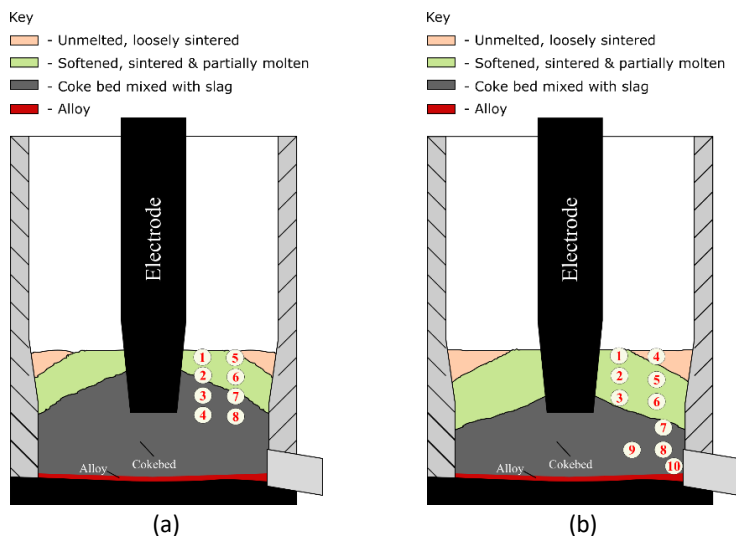 Key
- Unmelted, loosely sintered
- Softened, sintered & partially molten
- Coke bed mixed with slag
- Alloy
Electrode
1 5
2 6
3 7
4 8
Alloy
Cokebed
(a)
Key
- Unmelted, loosely sintered
- Softened, sintered & partially molten
- Coke bed mixed with slag
- Alloy
Electrode
1 4
2 5
3 6
7
9 8
10
Alloy
Cokebed
(b)